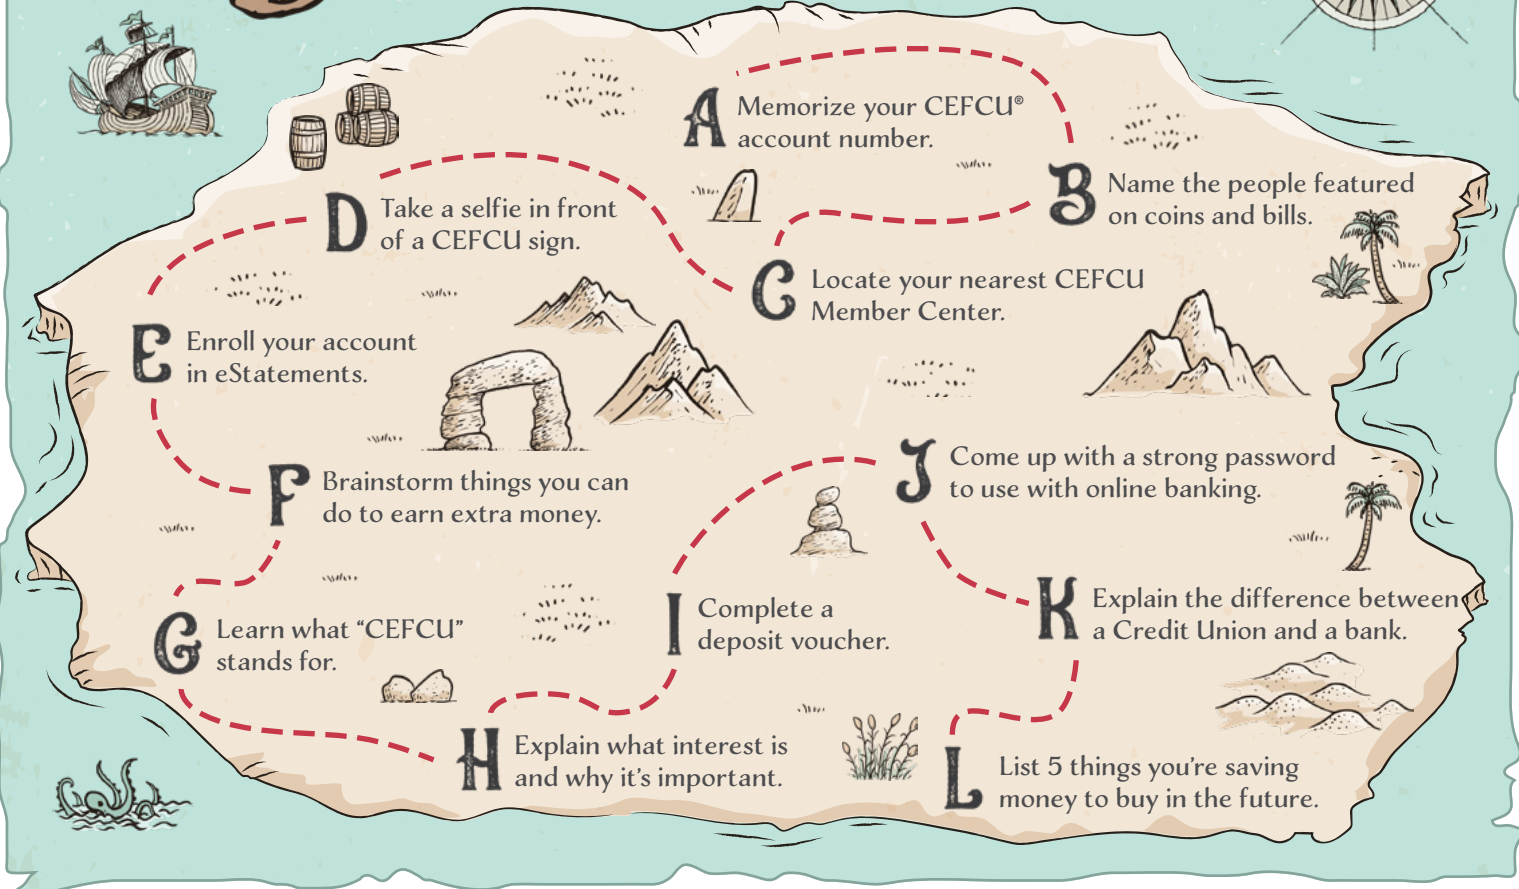 A
Memorize your CEFCU®
account number.
B
Name the people featured
on coins and bills.
C
Locate your nearest CEFCU
Member Center.
D
Take a selfie in front
of a CEFCU sign.
E
Enroll your account
in eStatements.
F
Brainstorm things you can
do to earn extra money.
G
Learn what “CEFCU”
stands for.
H
Explain what interest is
and why it’s important.
I
Complete a
deposit voucher.
J
Come up with a strong password
to use with online banking.
K
Explain the difference between
a Credit Union and a bank.
L
List 5 things you’re saving
money to buy in the future.